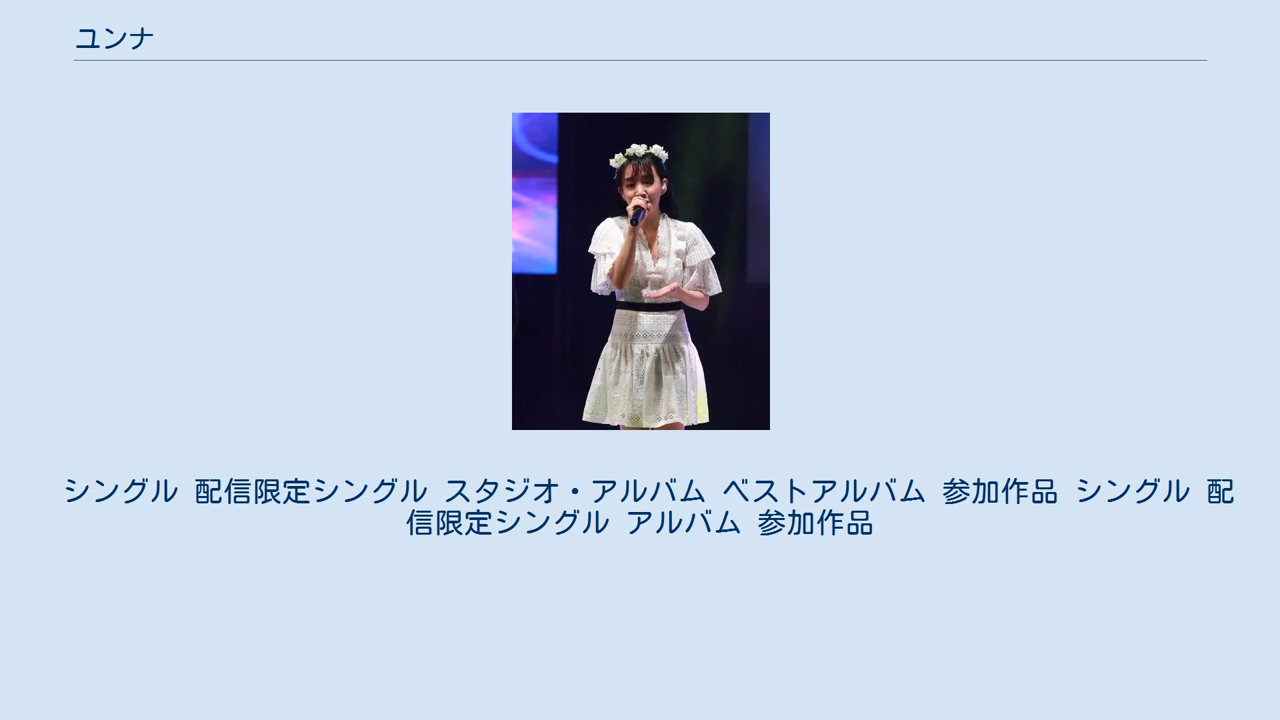 ユンナ
シングル 配信限定シングル スタジオ・アルバム ベストアルバム 参加作品 シングル 配
信限定シングル アルバム 参加作品